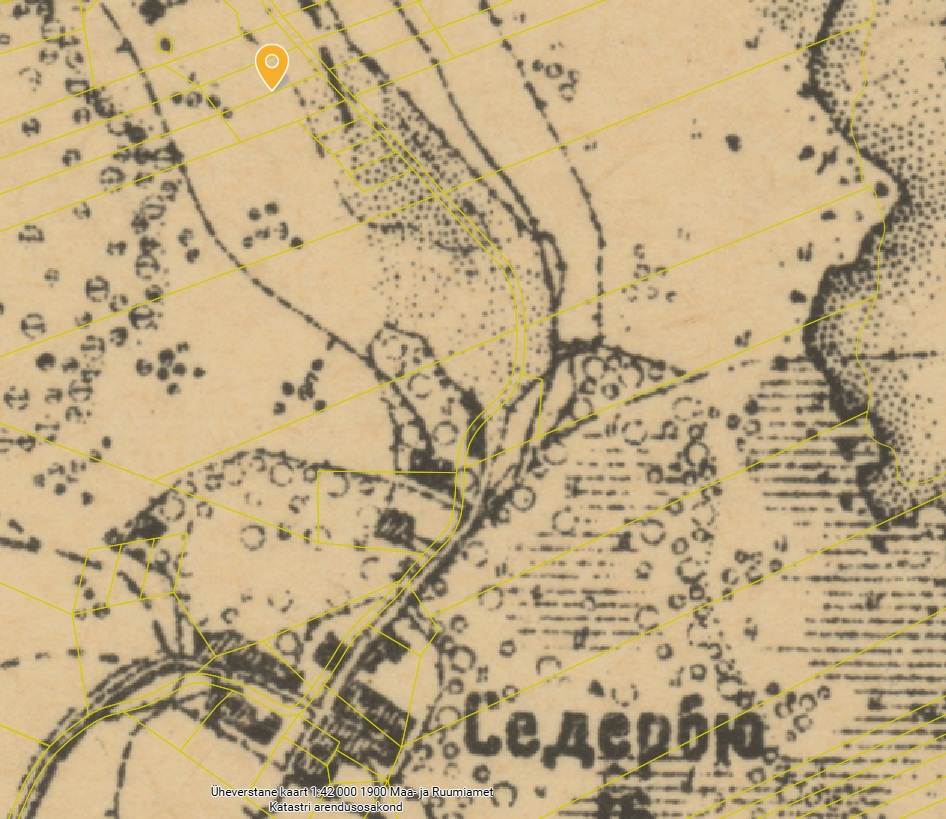 Седербю
Üheverstane kaart 1:42 000 1900 Maa- ja Ruumiamet
Katastri arendusosakond